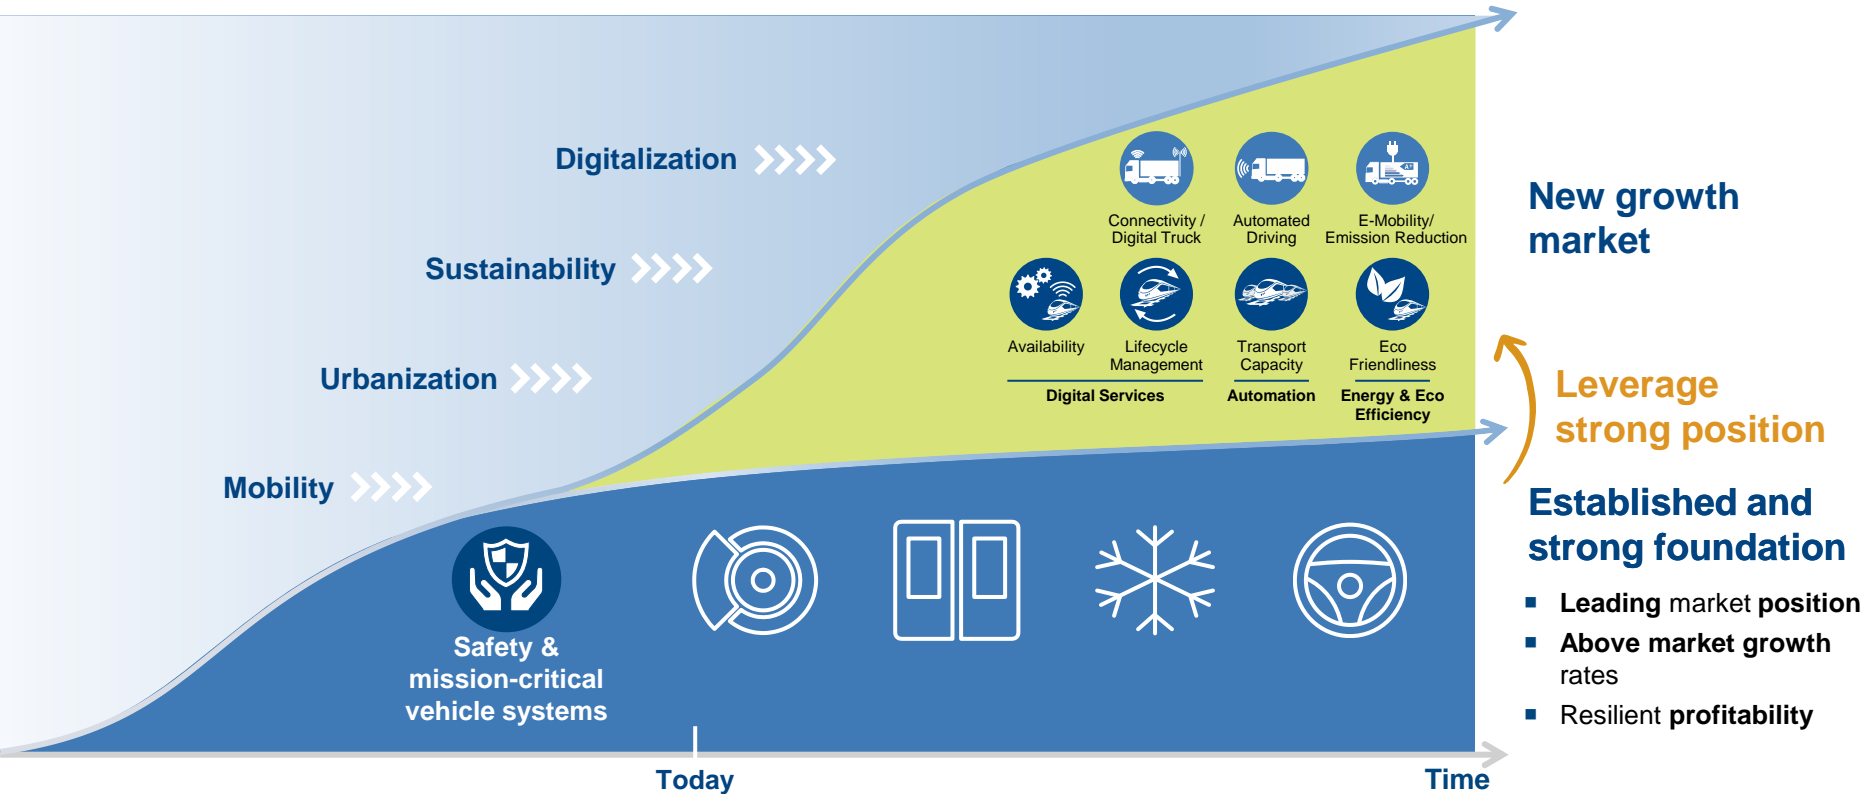 Digitalization
Sustainability
Urbanization
Mobility
Connectivity /
Digital Truck
Automated
Driving
E-Mobility/
Emission Reduction
Availability
Lifecycle
Management
Transport
Capacity
Eco
Friendliness
Digital Services
Automation
Energy & Eco
Efficiency
New growth
market
Leverage
strong position
Established and
strong foundation
Leading market position
Above market growth
rates
Resilient profitability
Safety &
mission-critical
vehicle systems
Today
Time